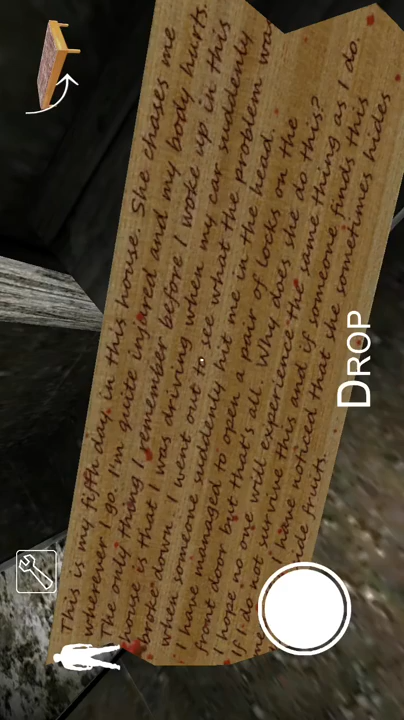 This is my fifth day in this house. She chases me
wherever I go. I'm quite injured and my body harts.
The only thing I remember before I woke up in this
house is that I was driving when my car suddenly
broke down. I went out to see what the problem wa
when someone suddenly hit me in the head.
I have managed to open a pair of locks on the
front door but that's all. Why does she do this?
I hope no one will experience the same thing as I do.
If I do not survive this and if someone finds this
I have noticed that she sometimes hides
fruits.
DROP